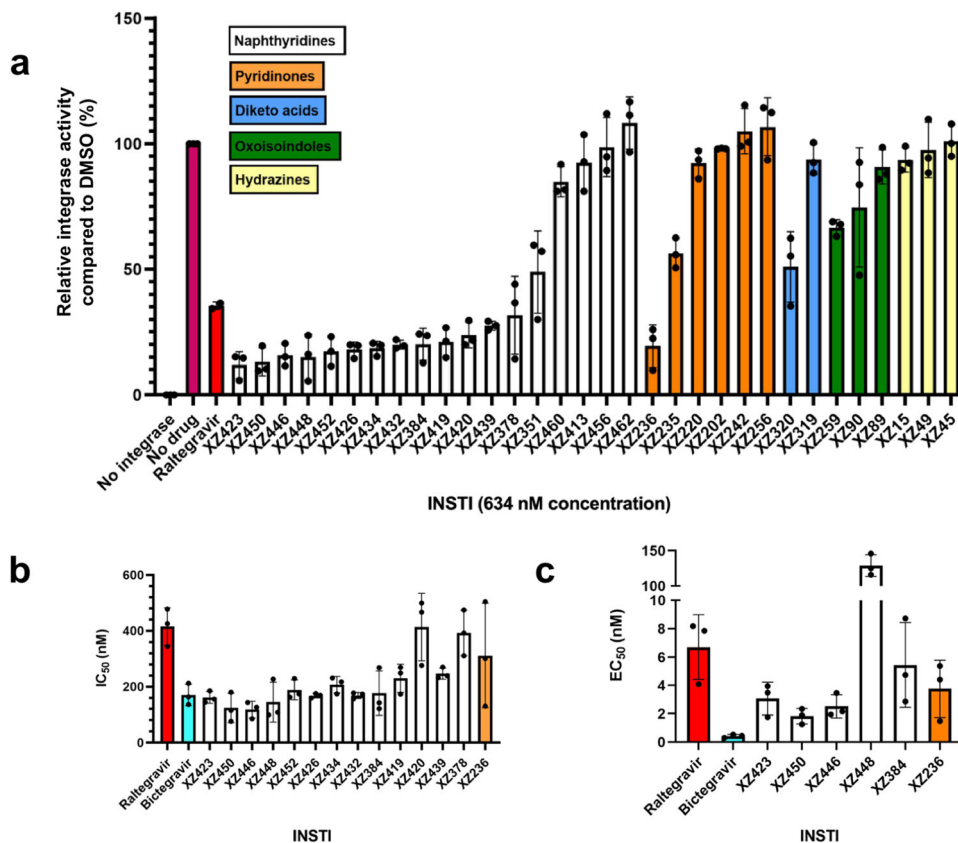 a
Relative integrase activity
compared to DMSO (%)
150
100
50
0
Naphthyridines
Pyridinones
Diketo acids
Oxoisoindoles
Hydrazines
No integrase
No drug
Raltegravir
XZ423
XZ450
XZ446
XZ448
XZ452
XZ426
XZ434
XZ432
XZ384
XZ419
XZ420
XZ439
XZ378
XZ351
XZ460
XZ413
XZ456
XZ462
XZ236
XZ235
XZ220
XZ202
XZ242
XZ256
XZ320
XZ319
XZ259
XZ90
XZ89
XZ15
XZ49
XZ45
INSTI (634 nM concentration)
b
IC50 (nM)
600
400
200
0
Raltegravir
Bictegravir
XZ423
XZ450
XZ446
XZ448
XZ452
XZ426
XZ434
XZ432
XZ384
XZ419
XZ420
XZ439
XZ378
XZ236
INSTI
c
EC50 (nM)
150
100
8
6
4
2
0
Raltegravir
Bictegravir
XZ423
XZ450
XZ446
XZ448
XZ384
XZ236
INSTI